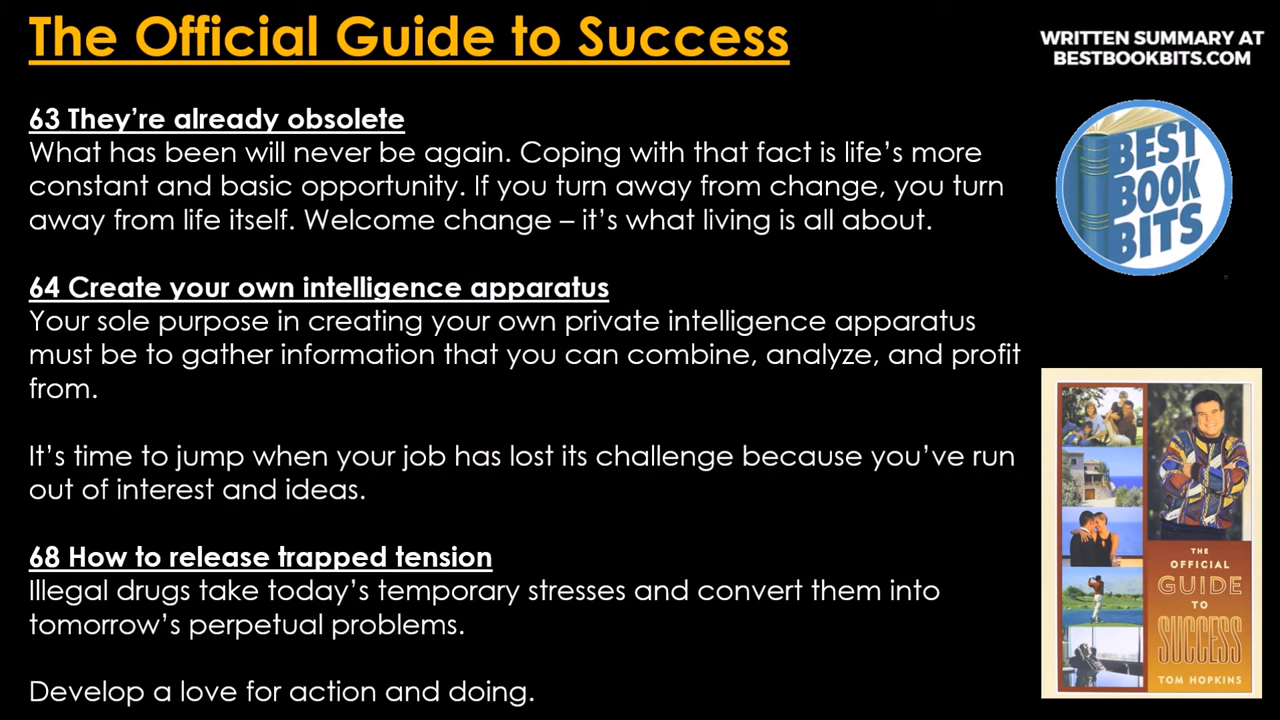 The Official Guide to Success
WRITTEN SUMMARY AT
BESTBOOKBITS.COM
63 They're already obsolete
What has been will never be again. Coping with that fact is life's more
constant and basic opportunity. If you turn away from change, you turn
away from life itself. Welcome change – it's what living is all about.
64 Create your own intelligence apparatus
Your sole purpose in creating your own private intelligence apparatus
must be to gather information that you can combine, analyze, and profit
from.
It's time to jump when your job has lost its challenge because you've run
out of interest and ideas.
68 How to release trapped tension
Illegal drugs take today's temporary stresses and convert them into
tomorrow's perpetual problems.
Develop a love for action and doing.
BEST
BOOK
BITS
THE
OFFICIAL
GUIDE
TO
SUCCESS
TOM HOPKINS